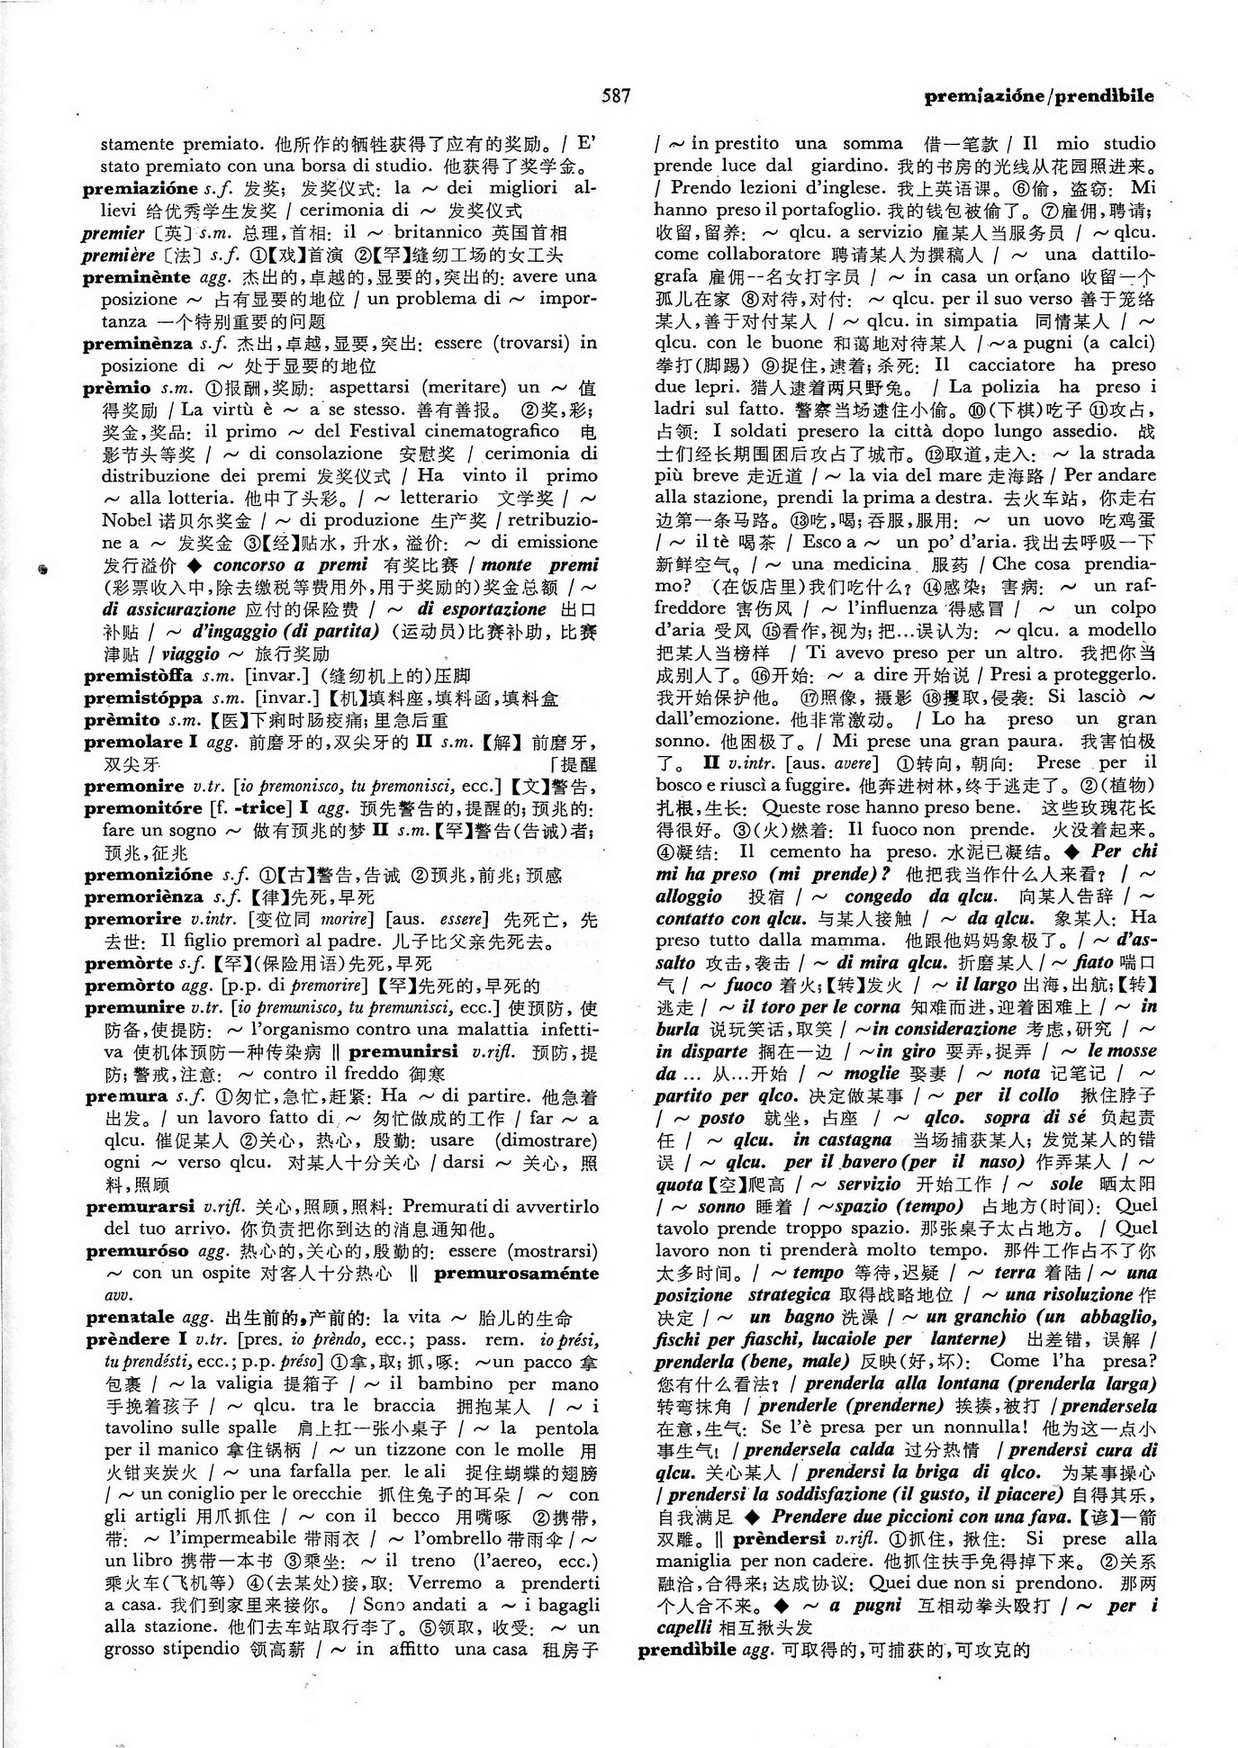 587
premiazióne/prendìbile
stamente premiato. 他所作的牺牲获得了应有的奖励。/ E'
stato premiato con una borsa di studio. 他获得了奖学金。
premiazióne s.f. 发奖; 发奖仪式: la ~ dei migliori al-
lievi 给优秀学生发奖 / cerimonia di ~ 发奖仪式
premier〔英〕s.m. 总理,首相: il ~ britannico 英国首相
première〔法〕s.f. ①【戏】首演 ②【罕】缝纫工场的女工头
preminènte agg. 杰出的,卓越的,显要的,突出的: avere una
posizione ~ 占有显要的地位 / un problema di ~ impor-
tanza 一个特别重要的问题
preminènza s.f. 杰出,卓越,显要,突出: essere (trovarsi) in
posizione di ~ 处于显要的地位
prèmio s.m. ①报酬,奖励: aspettarsi (meritare) un ~ 值
得奖励 / La virtù è ~ a se stesso. 善有善报。 ②奖,彩;
奖金,奖品: il primo ~ del Festival cinematografico 电
影节头等奖 / ~ di consolazione 安慰奖 / cerimonia di
distribuzione dei premi 发奖仪式 / Ha vinto il primo
~ alla lotteria. 他中了头彩。/ ~ letterario 文学奖 / ~
Nobel 诺贝尔奖金 / ~ di produzione 生产奖 / retribuzio-
ne a ~ 发奖金 ③【经】贴水, 升水, 溢价: ~ di emissione
发行溢价 ◆ concorso a premi 有奖比赛 / monte premi
(彩票收入中,除去缴税等费用外,用于奖励的)奖金总额 / ~
di assicurazione 应付的保险费 / ~ di esportazione 出口
补贴 / ~ d'ingaggio (di partita) (运动员)比赛补助, 比赛
津贴 / viaggio ~ 旅行奖励
premistòffa s.m. [invar.] (缝纫机上的)压脚
premistóppa s.m. [invar.]【机】填料座,填料函,填料盒
prèmito s.m.【医】下痢时肠痉痛; 里急后重
premolare I agg. 前磨牙的,双尖牙的 II s.m.【解】前磨牙,
双尖牙 「提醒
premonire v.tr. [io premonisco, tu premonisci, ecc.]【文】警告,
premonitóre [f. -trice] I agg. 预先警告的,提醒的; 预兆的:
fare un sogno ~ 做有预兆的梦 II s.m.【罕】警告(告诫)者;
预兆,征兆
premonizióne s.f. ①【古】警告,告诫 ②预兆,前兆; 预感
premoriènza s.f.【律】先死,早死
premorire v.intr. [变位同 morire] [aus. essere] 先死亡, 先
去世: Il figlio premorì al padre. 儿子比父亲先死去。
premòrte s.f.【罕】(保险用语)先死,早死
premòrto agg. [p.p. di premorire]【罕】先死的,早死的
premunire v.tr. [io premunisco, tu premunisci, ecc.] 使预防, 使
防备,使提防: ~ l'organismo contro una malattia infetti-
va 使机体预防一种传染病 ‖ premunirsi v.rifl. 预防,提
防; 警戒,注意: ~ contro il freddo 御寒
premura s.f. ①匆忙,急忙,赶紧: Ha ~ di partire. 他急着
出发。/ un lavoro fatto di ~ 匆忙做成的工作 / far ~ a
qlcu. 催促某人 ②关心, 热心, 殷勤: usare (dimostrare)
ogni ~ verso qlcu. 对某人十分关心 / darsi ~ 关心, 照
料,照顾
premurarsi v.rifl. 关心,照顾,照料: Premurati di avvertirlo
del tuo arrivo. 你负责把你到达的消息通知他。
premuróso agg. 热心的,关心的,殷勤的: essere (mostrarsi)
~ con un ospite 对客人十分热心 ‖ premurosaménte
avv.
prenatale agg. 出生前的,产前的: la vita ~ 胎儿的生命
prèndere I v.tr. [pres. io prèndo, ecc.; pass. rem. io prési,
tu prendésti, ecc.; p.p. préso] ①拿,取; 抓,啄: ~un pacco 拿
包裹 / ~ la valigia 提箱子 / ~ il bambino per mano
手挽着孩子 / ~ qlcu. tra le braccia 拥抱某人 / ~ i
tavolino sulle spalle 肩上扛一张小桌子 / ~ la pentola
per il manico 拿住锅柄 / ~ un tizzone con le molle 用
火钳夹炭火 / ~ una farfalla per le ali 捉住蝴蝶的翅膀
/ ~ un coniglio per le orecchie 抓住兔子的耳朵 / ~ con
gli artigli 用爪抓住 / ~ con il becco 用嘴啄 ②携带,
带: ~ l'impermeabile 带雨衣 / ~ l'ombrello 带雨伞 / ~
un libro 携带一本书 ③乘坐: ~ il treno (l'aereo, ecc.)
乘火车(飞机等) ④(去某处)接,取: Verremo a prenderti
a casa. 我们到家里来接你。 / Sono andati a ~ i bagagli
alla stazione. 他们去车站取行李了。⑤领取, 收受: ~ un
grosso stipendio 领高薪 / ~ in affitto una casa 租房子
/ ~ in prestito una somma 借一笔款 / Il mio studio
prende luce dal giardino. 我的书房的光线从花园照进来。
/ Prendo lezioni d'inglese. 我上英语课。⑥偷, 盗窃: Mi
hanno preso il portafoglio. 我的钱包被偷了。⑦雇佣,聘请;
收留,留养: ~ qlcu. a servizio 雇某人当服务员 / ~ qlcu.
come collaboratore 聘请某人为撰稿人 / ~ una dattilo-
grafa 雇佣一名女打字员 / ~ in casa un orfano 收留一个
孤儿在家 ⑧对待,对付: ~ qlcu. per il suo verso 善于笼络
某人,善于对付某人 / ~ qlcu. in simpatia 同情某人 / ~
qlcu. con le buone 和蔼地对待某人 / ~a pugni (a calci)
拳打(脚踢) ⑨捉住,逮着; 杀死: Il cacciatore ha preso
due lepri. 猎人逮着两只野兔。 / La polizia ha preso i
ladri sul fatto. 警察当场逮住小偷。⑩(下棋)吃子 ⑪攻占,
占领: I soldati presero la città dopo lungo assedio. 战
士们经长期围困后攻占了城市。⑫取道,走入: ~ la strada
più breve 走近道 / ~ la via del mare 走海路 / Per andare
alla stazione, prendi la prima a destra. 去火车站, 你走右
边第一条马路。⑬吃,喝; 吞服,服用: ~ un uovo 吃鸡蛋
/ ~ il tè 喝茶 / Esco a ~ un po' d'aria. 我出去呼吸一下
新鲜空气。/ ~ una medicina 服药 / Che cosa prendia-
mo? (在饭店里)我们吃什么? ⑭感染; 害病: ~ un raf-
freddore 害伤风 / ~ l'influenza 得感冒 / ~ un colpo
d'aria 受风 ⑮看作,视为; 把…误认为: ~ qlcu. a modello
把某人当榜样 / Ti avevo preso per un altro. 我把你当
成别人了。⑯开始: ~ a dire 开始说 / Presi a proteggerlo.
我开始保护他。 ⑰照像, 摄影 ⑱攫取,侵袭: Si lasciò ~
dall'emozione. 他非常激动。 / Lo ha preso un gran
sonno. 他困极了。/ Mi prese una gran paura. 我害怕极
了。 II v.intr. [aus. avere] ①转向, 朝向: Prese per il
bosco e riuscì a fuggire. 他奔进树林,终于逃走了。②(植物)
扎根,生长: Queste rose hanno preso bene. 这些玫瑰花长
得很好。③(火)燃着: Il fuoco non prende. 火没着起来。
④凝结: Il cemento ha preso. 水泥已凝结。◆ Per chi
mi ha preso (mi prende)? 他把我当作什么人来看? / ~
alloggio 投宿 / ~ congedo da qlcu. 向某人告辞 / ~
contatto con qlcu. 与某人接触 / ~ da qlcu. 象某人: Ha
preso tutto dalla mamma. 他跟他妈妈象极了。/ ~ d'as-
salto 攻击,袭击 / ~ di mira qlcu. 折磨某人 / ~ fiato 喘口
气 / ~ fuoco 着火;【转】发火 / ~ il largo 出海,出航;【转】
逃走 / ~ il toro per le corna 知难而进,迎着困难上 / ~ in
burla 说玩笑话,取笑 / ~in considerazione 考虑,研究 / ~
in disparte 搁在一边 / ~in giro 耍弄,捉弄 / ~ le mosse
da … 从…开始 / ~ moglie 娶妻 / ~ nota 记笔记 / ~
partito per qlco. 决定做某事 / ~ per il collo 揪住脖子
/ ~ posto 就坐, 占座 / ~ qlco. sopra di sé 负起责
任 / ~ qlcu. in castagna 当场捕获某人; 发觉某人的错
误 / ~ qlcu. per il bavero (per il naso) 作弄某人 / ~
quota【空】爬高 / ~ servizio 开始工作 / ~ sole 晒太阳
/ ~ sonno 睡着 / ~spazio (tempo) 占地方(时间): Quel
tavolo prende troppo spazio. 那张桌子太占地方。 / Quel
lavoro non ti prenderà molto tempo. 那件工作占不了你
太多时间。/ ~ tempo 等待,迟疑 / ~ terra 着陆 / ~ una
posizione strategica 取得战略地位 / ~ una risoluzione 作
决定 / ~ un bagno 洗澡 / ~ un granchio (un abbaglio,
fischi per fiaschi, lucaiole per lanterne) 出差错, 误解 /
prenderla (bene, male) 反映(好,坏): Come l'ha presa?
您有什么看法? / prenderla alla lontana (prenderla larga)
转弯抹角 / prenderle (prenderne) 挨揍,被打 / prendersela
在意,生气: Se l'è presa per un nonnulla! 他为这一点小
事生气! / prendersela calda 过分热情 / prendersi cura di
qlcu. 关心某人 / prendersi la briga di qlco. 为某事操心
/ prendersi la soddisfazione (il gusto, il piacere) 自得其乐,
自我满足 ◆ Prendere due piccioni con una fava.【谚】一箭
双雕。‖ prèndersi v.rifl. ①抓住, 揪住: Si prese alla
maniglia per non cadere. 他抓住扶手免得掉下来。 ②关系
融洽,合得来; 达成协议: Quei due non si prendono. 那两
个人合不来。◆ ~ a pugni 互相动拳头殴打 / ~ per i
capelli 相互揪头发
prendìbile agg. 可取得的,可捕获的,可攻克的